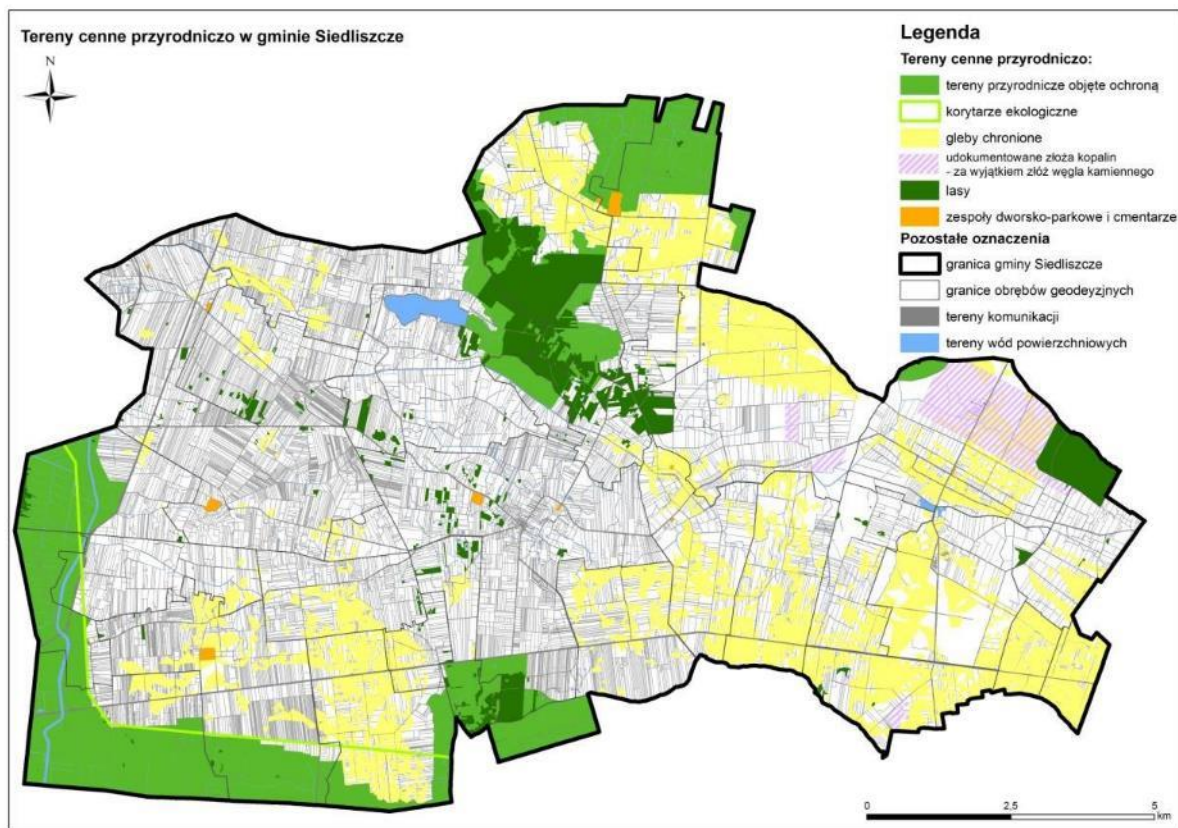 Tereny cenne przyrodniczo w gminie Siedliszcze
N
Legenda
Tereny cenne przyrodniczo:
tereny przyrodnicze objęte ochroną
korytarze ekologiczne
gleby chronione
udokumentowane złoża kopalin
- za wyjątkiem złóż węgla kamiennego
lasy
zespoły dworsko-parkowe i cmentarze
Pozostałe oznaczenia
granica gminy Siedliszcze
granice obrębów geodeyzjnych
tereny komunikacji
tereny wód powierzchniowych
0 2,5 5
km